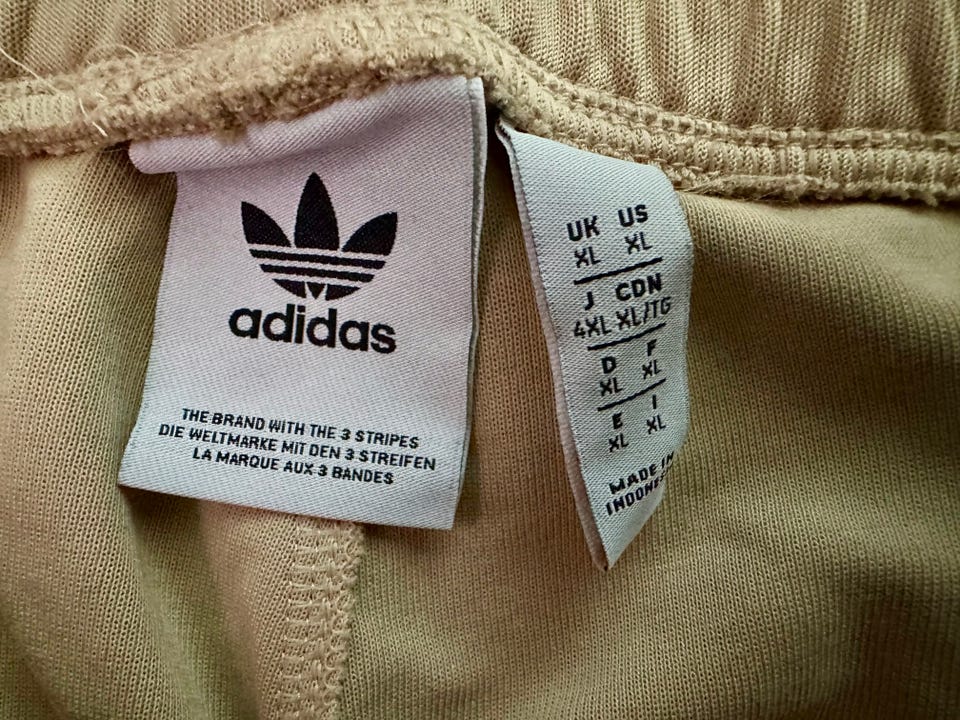 adidas
THE BRAND WITH THE 3 STRIPES
DIE WELTMARKE MIT DEN 3 STREIFEN
LA MARQUE AUX 3 BANDES
UK US
XL XL
J CDN
4XL XL/TG
D F
XL XL
E I
XL XL
MADE IN